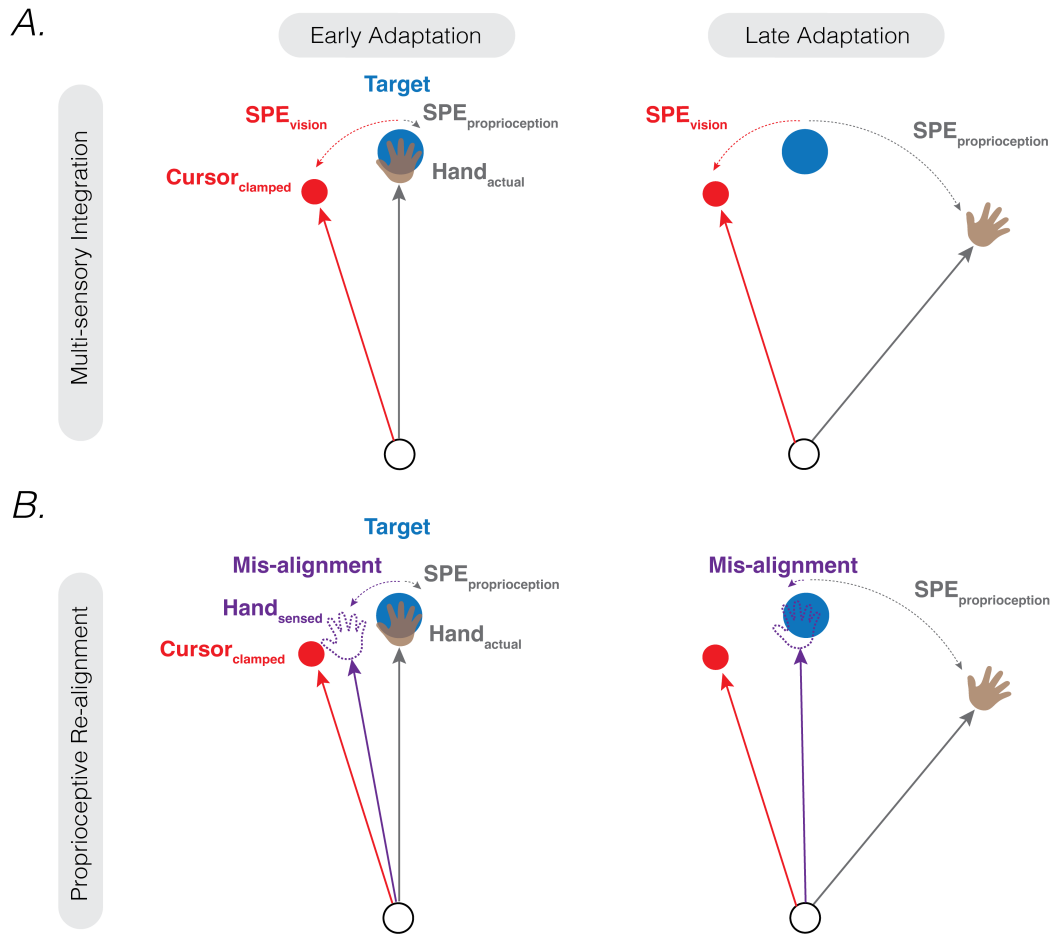 A.
Early Adaptation
Late Adaptation
Multi-sensory Integration
Target
SPEvision
SPEproprioception
Cursorclamped
Handactual
SPEvision
SPEproprioception
B.
Proprioceptive Re-alignment
Target
Mis-alignment
SPEproprioception
Handsensed
Handactual
Cursorclamped
Mis-alignment
SPEproprioception